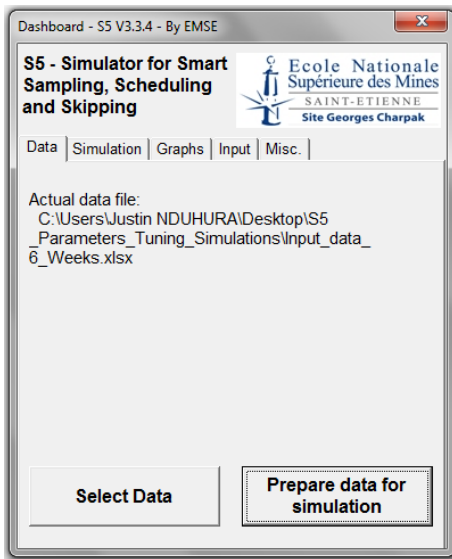 Dashboard - S5 V3.3.4 - By EMSE
S5 - Simulator for Smart
Sampling, Scheduling
and Skipping
Ecole Nationale
Supérieure des Mines
SAINT-ETIENNE
Site Georges Charpak
Data Simulation Graphs Input Misc.
Actual data file:
C:\Users\Justin NDUHURA\Desktop\S5
_Parameters_Tuning_Simulations\Input_data_
6_Weeks.xlsx
Select Data
Prepare data for
simulation